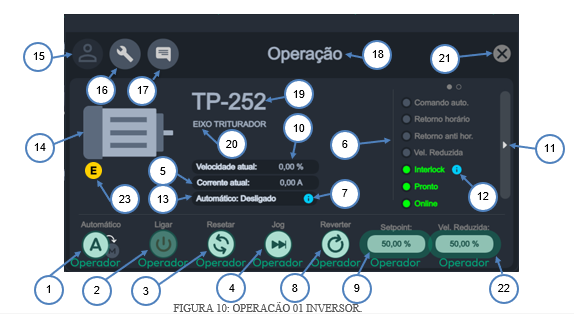 15
16
17
Operação
18
21
14
TP-252
19
EIXO TRITURADOR
20
10
6
Comando auto.
Retorno horário
Retorno anti hor.
Vel. Reduzida
Interlock
Pronto
Online
11
12
E
23
5
13
Velocidade atual: 0,00 %
Corrente atual: 0,00 A
Automático: Desligado
7
Automático
Ligar
Resetar
Jog
Reverter
Setpoint:
Vel. Reduzida:
A
50,00 %
50,00 %
Operador
Operador
Operador
Operador
Operador
Operador
Operador
1
2
3
4
8
9
22
FIGURA 10: OPERAÇÃO 01 INVERSOR.